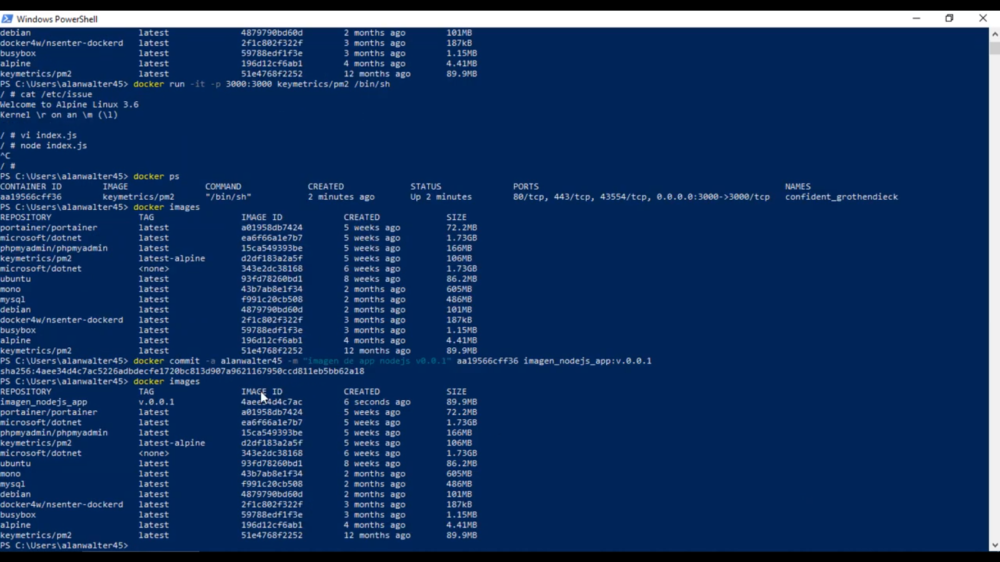 Windows PowerShell
debian latest 4879790bd60d 2 months ago 101MB
docker4w/nsenter-dockerd latest 2f1c802f322f 3 months ago 187kB
busybox latest 59788edf1f3e 3 months ago 1.15MB
alpine latest 196d12cf6ab1 4 months ago 4.41MB
keymetrics/pm2 latest 51e4768f2252 12 months ago 89.9MB
PS C:\Users\alanwalter45> docker run -it -p 3000:3000 keymetrics/pm2 /bin/sh
/ # cat /etc/issue
Welcome to Alpine Linux 3.6
Kernel \r on an \m (\l)
/ # vi index.js
/ # node index.js
^C
/ #
PS C:\Users\alanwalter45> docker ps
CONTAINER ID IMAGE COMMAND CREATED STATUS PORTS NAMES
aa19566cff36 keymetrics/pm2 "/bin/sh" 2 minutes ago Up 2 minutes 80/tcp, 443/tcp, 43554/tcp, 0.0.0.0:3000->3000/tcp confident_grothendieck
PS C:\Users\alanwalter45> docker images
REPOSITORY TAG IMAGE ID CREATED SIZE
portainer/portainer latest a01958db7424 5 weeks ago 72.2MB
microsoft/dotnet latest ea6f66a1e7b7 5 weeks ago 1.73GB
phpmyadmin/phpmyadmin latest 15ca549393be 5 weeks ago 166MB
keymetrics/pm2 latest-alpine d2df183a2a5f 5 weeks ago 106MB
microsoft/dotnet <none> 343e2dc38168 6 weeks ago 1.73GB
ubuntu latest 93fd78260bd1 8 weeks ago 86.2MB
mono latest 43b7ab8e1f34 2 months ago 605MB
mysql latest f991c20cb508 2 months ago 486MB
debian latest 4879790bd60d 2 months ago 101MB
docker4w/nsenter-dockerd latest 2f1c802f322f 3 months ago 187kB
busybox latest 59788edf1f3e 3 months ago 1.15MB
alpine latest 196d12cf6ab1 4 months ago 4.41MB
keymetrics/pm2 latest 51e4768f2252 12 months ago 89.9MB
PS C:\Users\alanwalter45> docker commit -a alanwalter45 -m "imagen de app nodejs v0.0.1" aa19566cff36 imagen_nodejs_app:v.0.0.1
sha256:4aee34d4c7ac5226adbdecfe1720bc813d907a9621167950ccd811eb5bb62a18
PS C:\Users\alanwalter45> docker images
REPOSITORY TAG IMAGE ID CREATED SIZE
imagen_nodejs_app v.0.0.1 4aee34d4c7ac 6 seconds ago 89.9MB
portainer/portainer latest a01958db7424 5 weeks ago 72.2MB
microsoft/dotnet latest ea6f66a1e7b7 5 weeks ago 1.73GB
phpmyadmin/phpmyadmin latest 15ca549393be 5 weeks ago 166MB
keymetrics/pm2 latest-alpine d2df183a2a5f 5 weeks ago 106MB
microsoft/dotnet <none> 343e2dc38168 6 weeks ago 1.73GB
ubuntu latest 93fd78260bd1 8 weeks ago 86.2MB
mono latest 43b7ab8e1f34 2 months ago 605MB
mysql latest f991c20cb508 2 months ago 486MB
debian latest 4879790bd60d 2 months ago 101MB
docker4w/nsenter-dockerd latest 2f1c802f322f 3 months ago 187kB
busybox latest 59788edf1f3e 3 months ago 1.15MB
alpine latest 196d12cf6ab1 4 months ago 4.41MB
keymetrics/pm2 latest 51e4768f2252 12 months ago 89.9MB
PS C:\Users\alanwalter45>